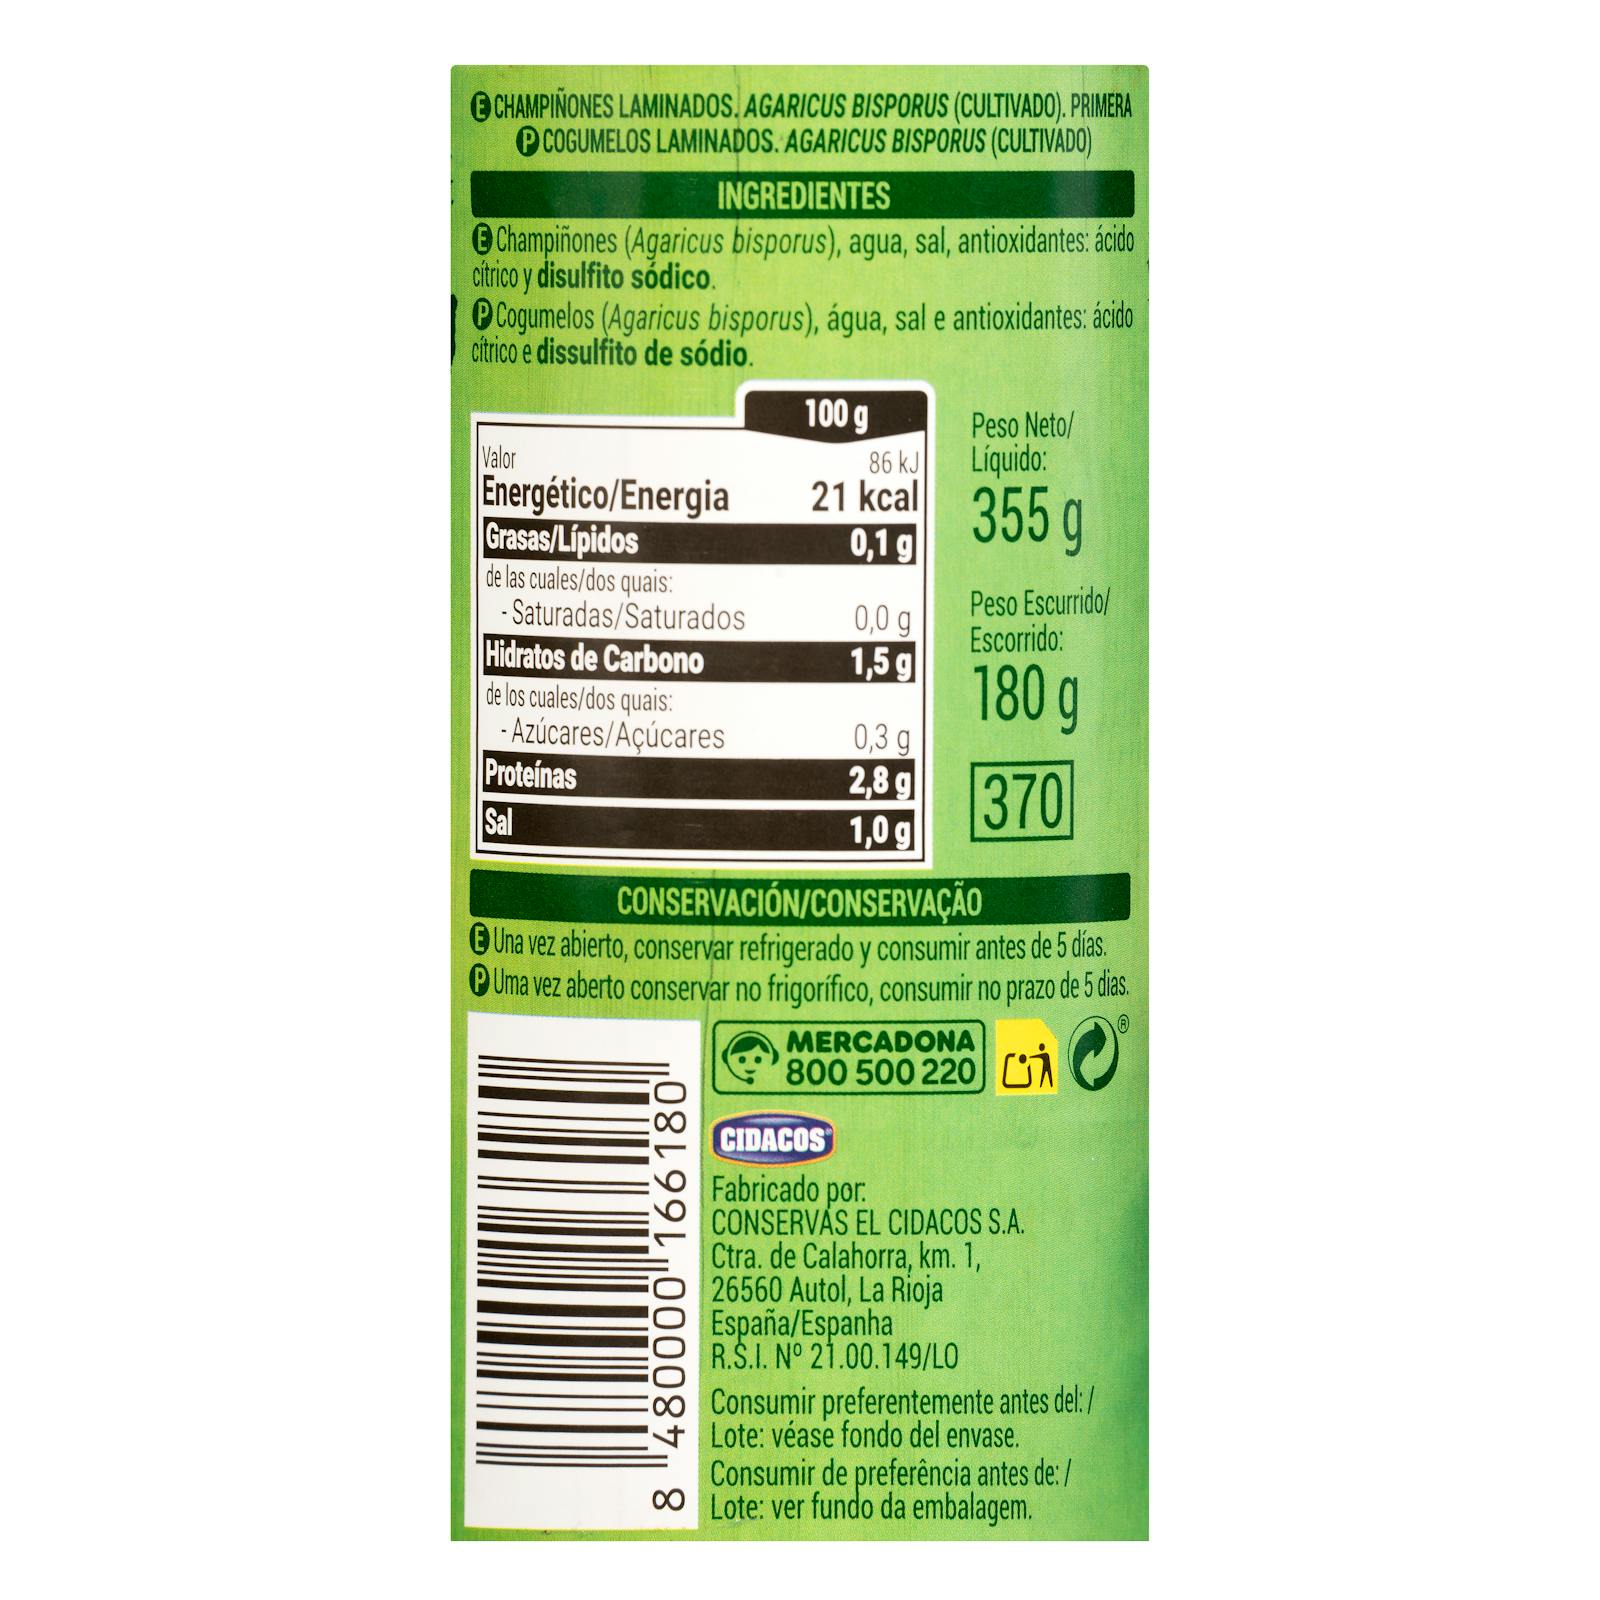 E CHAMPIÑONES LAMINADOS. AGARICUS BISPORUS (CULTIVADO). PRIMERA
P COGUMELOS LAMINADOS. AGARICUS BISPORUS (CULTIVADO)
INGREDIENTES
E Champiñones (Agaricus bisporus), agua, sal, antioxidantes: ácido
cítrico y disulfito sódico.
P Cogumelos (Agaricus bisporus), água, sal e antioxidantes: ácido
cítrico e dissulfito de sódio.
100 g
Valor 86 kJ
Energético/Energia 21 kcal
Grasas/Lípidos 0,1 g
de las cuales/dos quais:
- Saturadas/Saturados 0,0 g
Hidratos de Carbono 1,5 g
de los cuales/dos quais:
- Azúcares/Açúcares 0,3 g
Proteínas 2,8 g
Sal 1,0 g
Peso Neto/
Líquido:
355 g
Peso Escurrido/
Escorrido:
180 g
370
CONSERVACIÓN/CONSERVAÇÃO
E Una vez abierto, conservar refrigerado y consumir antes de 5 días.
P Uma vez aberto conservar no frigorífico, consumir no prazo de 5 dias.
8 480000 166180
MERCADONA
800 500 220
®
CIDACOS®
Fabricado por:
CONSERVAS EL CIDACOS S.A.
Ctra. de Calahorra, km. 1,
26560 Autol, La Rioja
España/Espanha
R.S.I. Nº 21.00.149/LO
Consumir preferentemente antes del: /
Lote: véase fondo del envase.
Consumir de preferência antes de: /
Lote: ver fundo da embalagem.